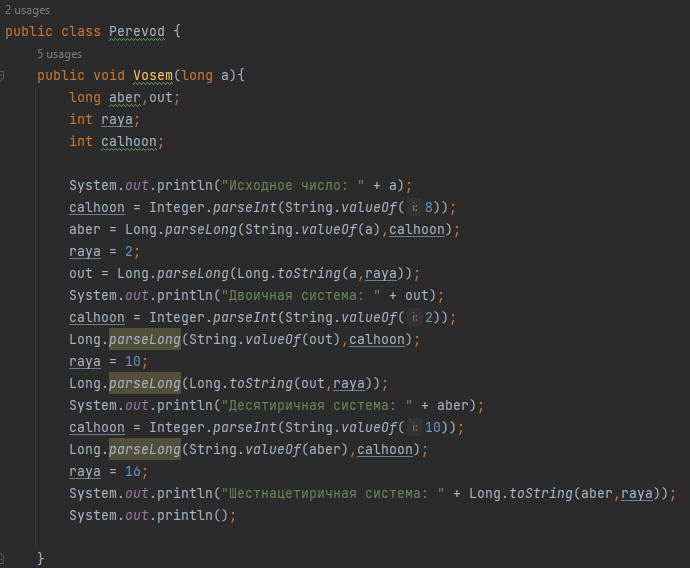 2 usages
public class Perevod {
5 usages
public void Vosem(long a){
long aber,out;
int raya;
int calhoon;
System.out.println("Исходное число: " + a);
calhoon = Integer.parseInt(String.valueOf( i: 8));
aber = Long.parseLong(String.valueOf(a),calhoon);
raya = 2;
out = Long.parseLong(Long.toString(a,raya));
System.out.println("Двоичная система: " + out);
calhoon = Integer.parseInt(String.valueOf( i: 2));
Long.parseLong(String.valueOf(out),calhoon);
raya = 10;
Long.parseLong(Long.toString(out,raya));
System.out.println("Десятиричная система: " + aber);
calhoon = Integer.parseInt(String.valueOf( i: 10));
Long.parseLong(String.valueOf(aber),calhoon);
raya = 16;
System.out.println("Шестнацетиричная система: " + Long.toString(aber,raya));
System.out.println();
}